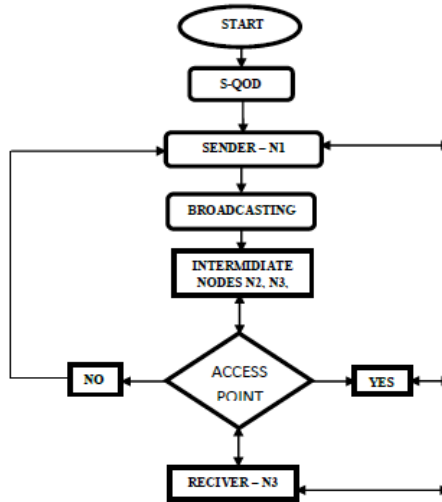 START
S-QOD
SENDER – N1
BROADCASTING
INTERMIDIATE
NODES N2, N3,
NO
ACCESS
POINT
YES
RECIVER – N3